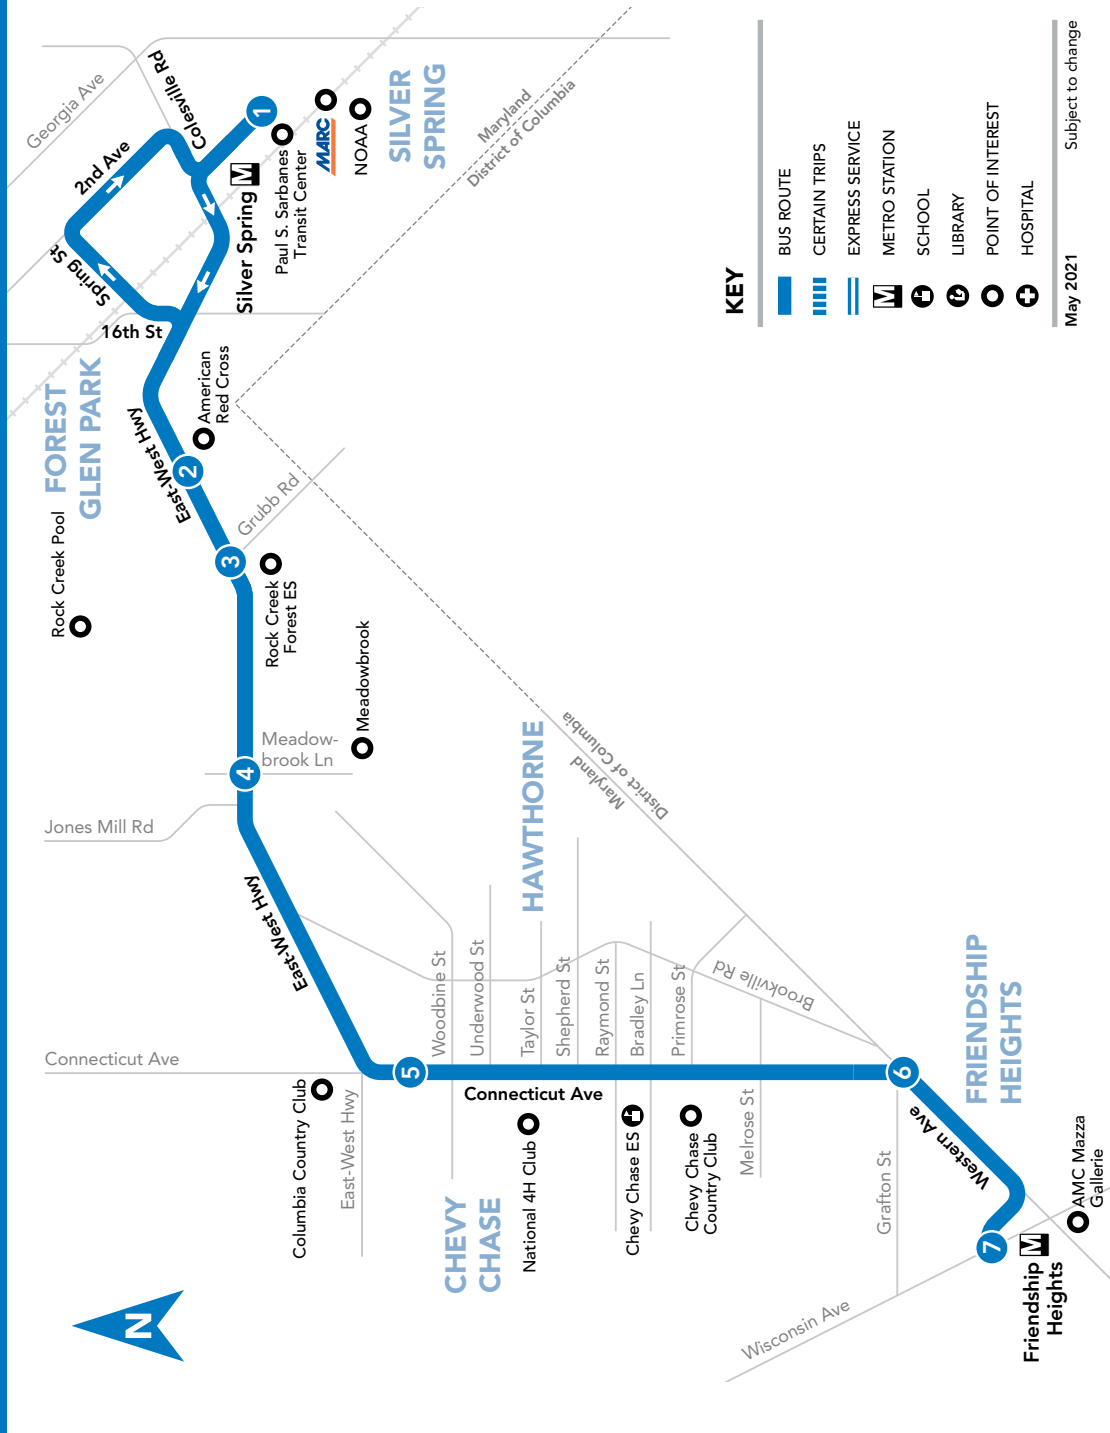 Georgia Ave
Colesville Rd
2nd Ave
Spring St
16th St
1
Silver Spring M
Paul S. Sarbanes
Transit Center
MARC
NOAA
SILVER
SPRING
Maryland
District of Columbia
FOREST
GLEN PARK
East-West Hwy
American
Red Cross
2
Grubb Rd
3
Rock Creek Pool
Rock Creek
Forest ES
Meadowbrook
Meadow-
brook Ln
4
Jones Mill Rd
East-West Hwy
HAWTHORNE
District of Columbia
Maryland
Connecticut Ave
Columbia Country Club
East-West Hwy
5
Woodbine St
Underwood St
Taylor St
Shepherd St
Raymond St
Bradley Ln
Primrose St
Brookville Rd
Connecticut Ave
CHEVY
CHASE
National 4H Club
Chevy Chase ES
Chevy Chase
Country Club
Melrose St
Grafton St
6
Western Ave
FRIENDSHIP
HEIGHTS
7
Wisconsin Ave
Friendship M
Heights
AMC Mazza
Gallerie
N
KEY
BUS ROUTE
CERTAIN TRIPS
EXPRESS SERVICE
M METRO STATION
SCHOOL
LIBRARY
POINT OF INTEREST
HOSPITAL
May 2021
Subject to change